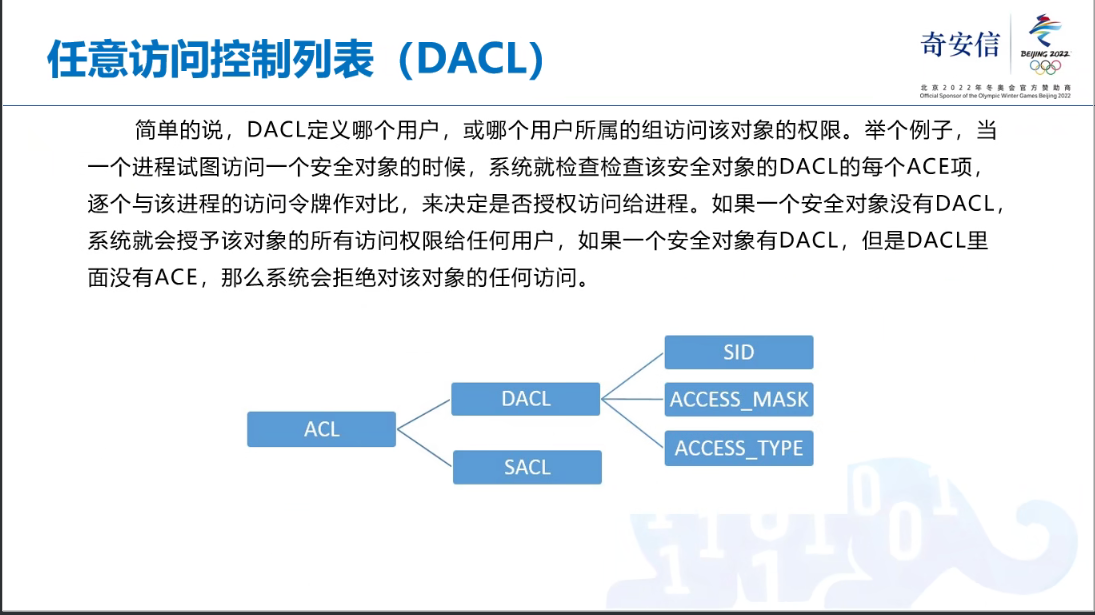 任意访问控制列表（DACL）
奇安信
BEIJING 2022
北京2022年冬奥会官方赞助商
Official Sponsor of the Olympic Winter Games Beijing 2022
简单的说，DACL定义哪个用户，或哪个用户所属的组访问该对象的权限。举个例子，当
一个进程试图访问一个安全对象的时候，系统就检查检查该安全对象的DACL的每个ACE项，
逐个与该进程的访问令牌作对比，来决定是否授权访问给进程。如果一个安全对象没有DACL，
系统就会授予该对象的所有访问权限给任何用户，如果一个安全对象有DACL，但是DACL里
面没有ACE，那么系统会拒绝对该对象的任何访问。
SID
DACL
ACCESS_MASK
ACL
ACCESS_TYPE
SACL